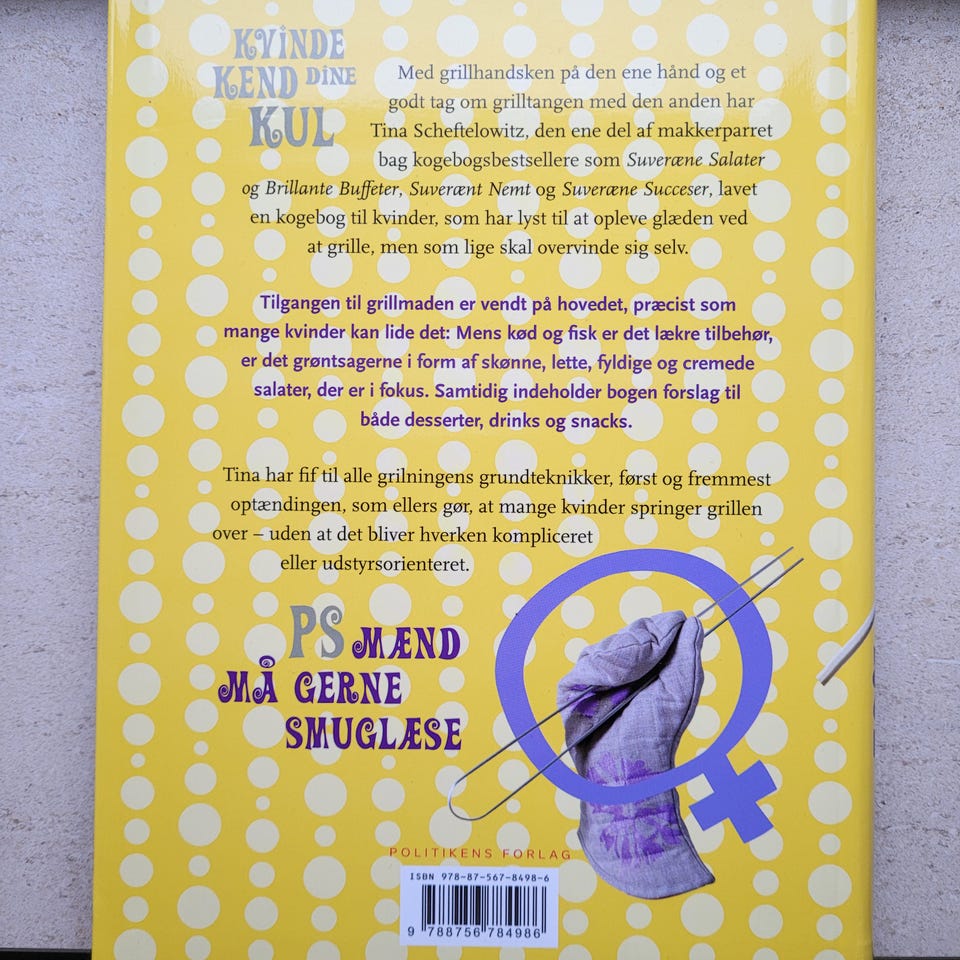 KVINDE
KEND DINE
KUL
Med grillhandsken på den ene hånd og et
godt tag om grilltangen med den anden har
Tina Scheftelowitz, den ene del af makkerparret
bag kogebogsbestsellere som Suveræne Salater
og Brillante Buffeter, Suverænt Nemt og Suveræne Succeser, lavet
en kogebog til kvinder, som har lyst til at opleve glæden ved
at grille, men som lige skal overvinde sig selv.
Tilgangen til grillmaden er vendt på hovedet, præcist som
mange kvinder kan lide det: Mens kød og fisk er det lækre tilbehør,
er det grøntsagerne i form af skønne, lette, fyldige og cremede
salater, der er i fokus. Samtidig indeholder bogen forslag til
både desserter, drinks og snacks.
Tina har fif til alle grilningens grundteknikker, først og fremmest
optændingen, som ellers gør, at mange kvinder springer grillen
over – uden at det bliver hverken kompliceret
eller udstyrsorienteret.
PS MÆND
MÅ GERNE
SMUGLÆSE
POLITIKENS FORLAG
ISBN 978-87-567-8498-6
9 788756 784986